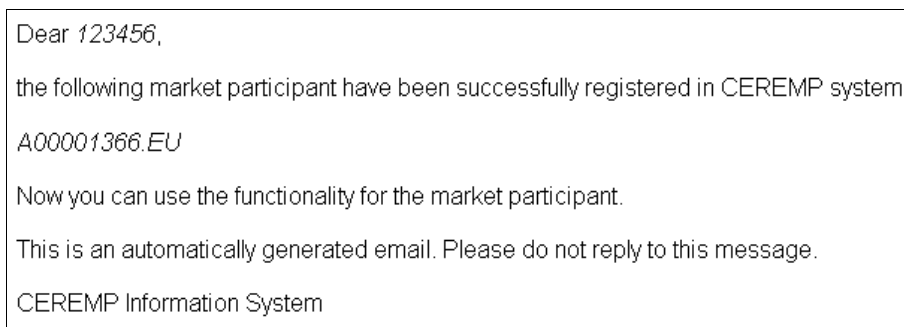 Dear 123456,
the following market participant have been successfully registered in CEREMP system
A00001366.EU
Now you can use the functionality for the market participant.
This is an automatically generated email. Please do not reply to this message.
CEREMP Information System